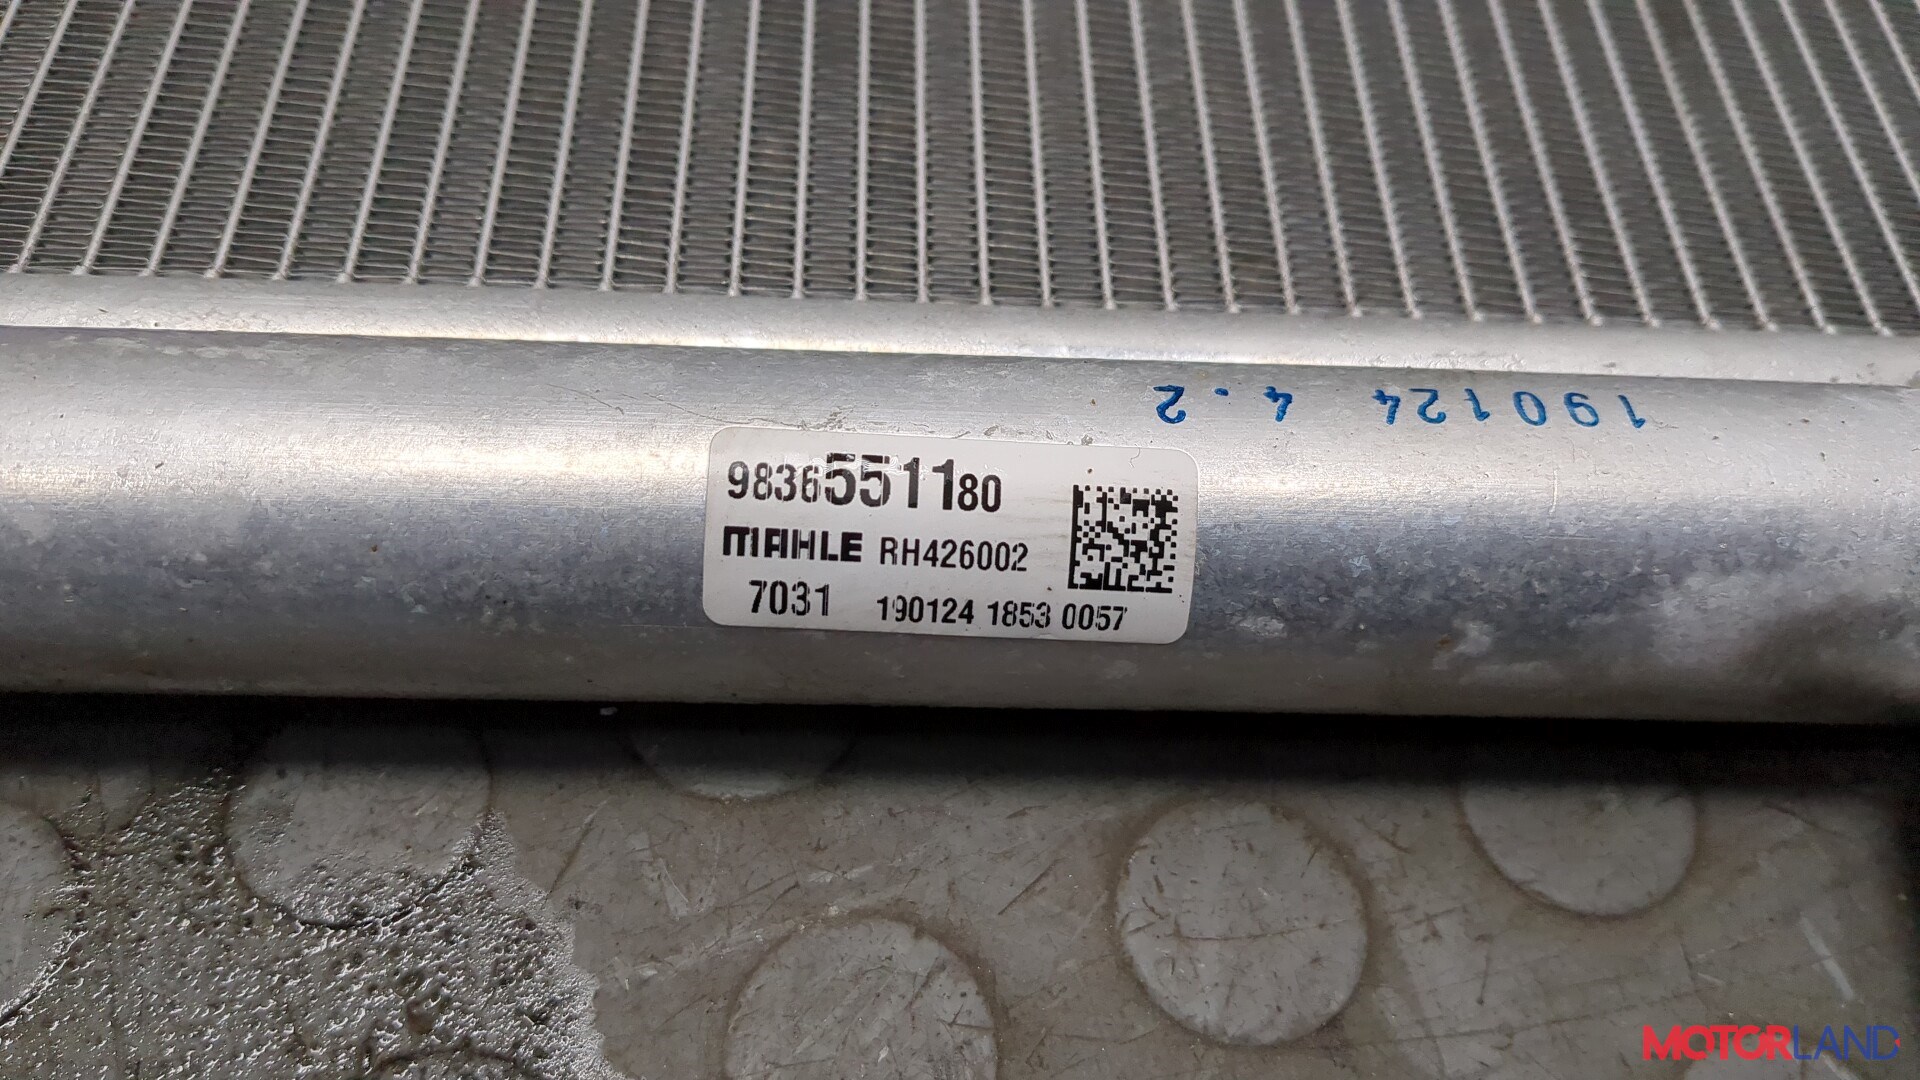 190124 4.2
9836551180
MAHLE RH426002
7031 190124 1853 0057
MOTORLAND